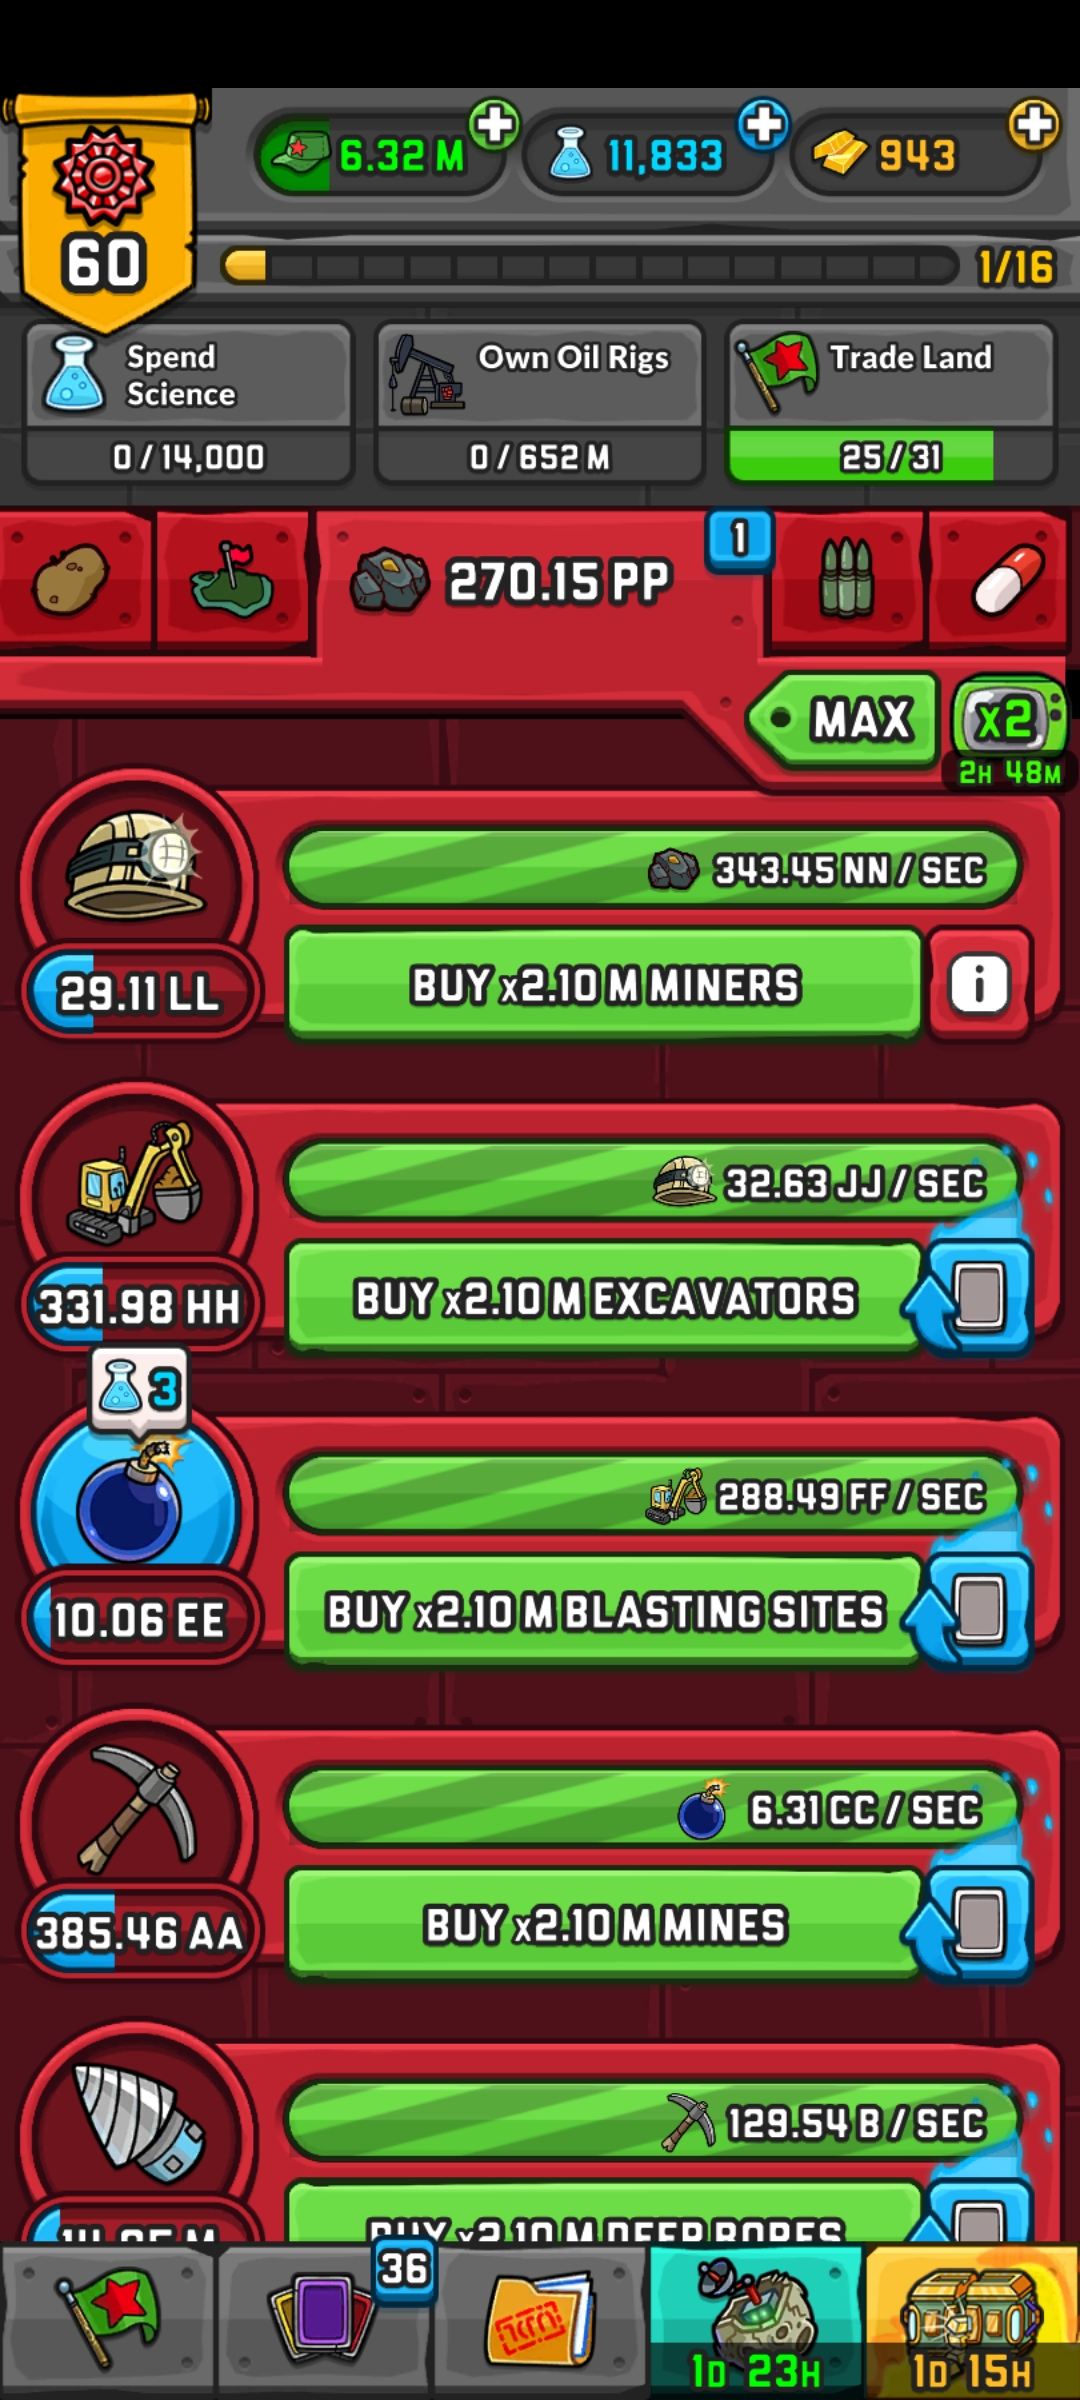 6.32 M
11,833
943
60
1/16
Spend
Science
0/14,000
Own Oil Rigs
0/652 M
Trade Land
25/31
270.15 PP
1
MAX
x2
2H 48M
343.45 NN / SEC
29.11 LL
BUY x2.10 M MINERS
i
32.63 JJ / SEC
331.98 HH
BUY x2.10 M EXCAVATORS
3
288.49 FF / SEC
10.06 EE
BUY x2.10 M BLASTING SITES
6.31 CC / SEC
385.46 AA
BUY x2.10 M MINES
129.54 B / SEC
BUY x2.10 M DEEP BORES
36
1D 23H
1D 15H